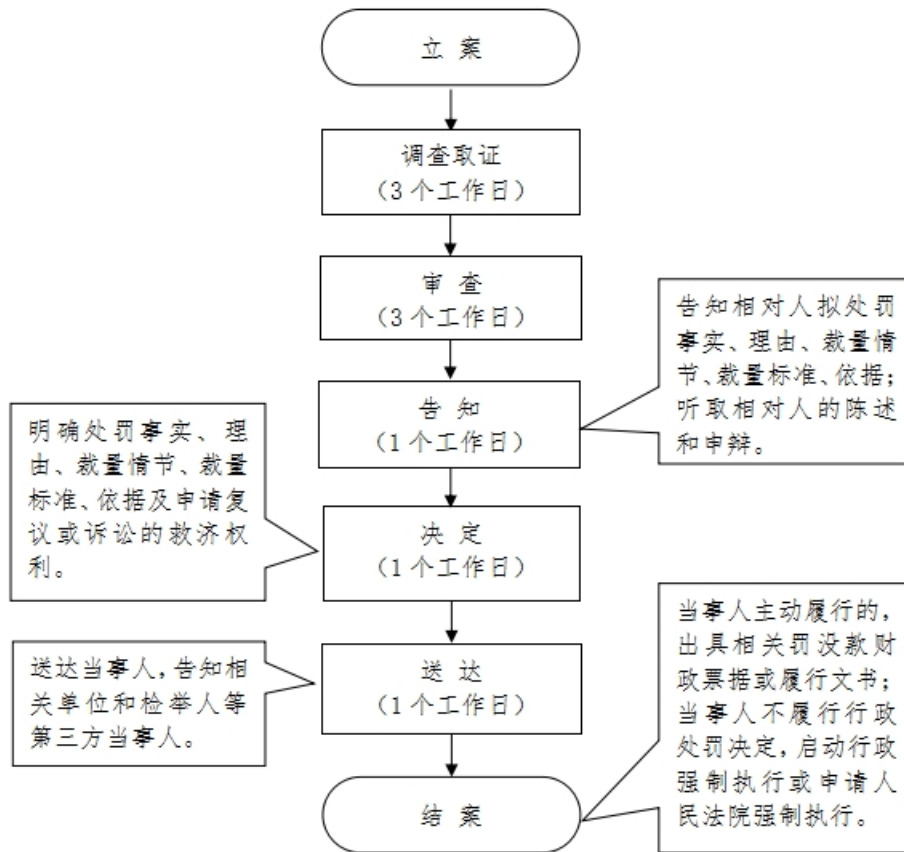 立 案
调查取证
（3 个工作日）
审 查
（3 个工作日）
告知相对人拟处罚
事实、理由、裁量情
节、裁量标准、依据；
听取相对人的陈述
和申辩。
告 知
（1 个工作日）
明确处罚事实、理
由、裁量情节、裁量
标准、依据及申请复
议或诉讼的救济权
利。
决 定
（1 个工作日）
当事人主动履行的，
出具相关罚没款财
政票据或履行文书；
当事人不履行行政
处罚决定，启动行政
强制执行或申请人
民法院强制执行。
送达当事人，告知相
关单位和检举人等
第三方当事人。
送 达
（1 个工作日）
结 案